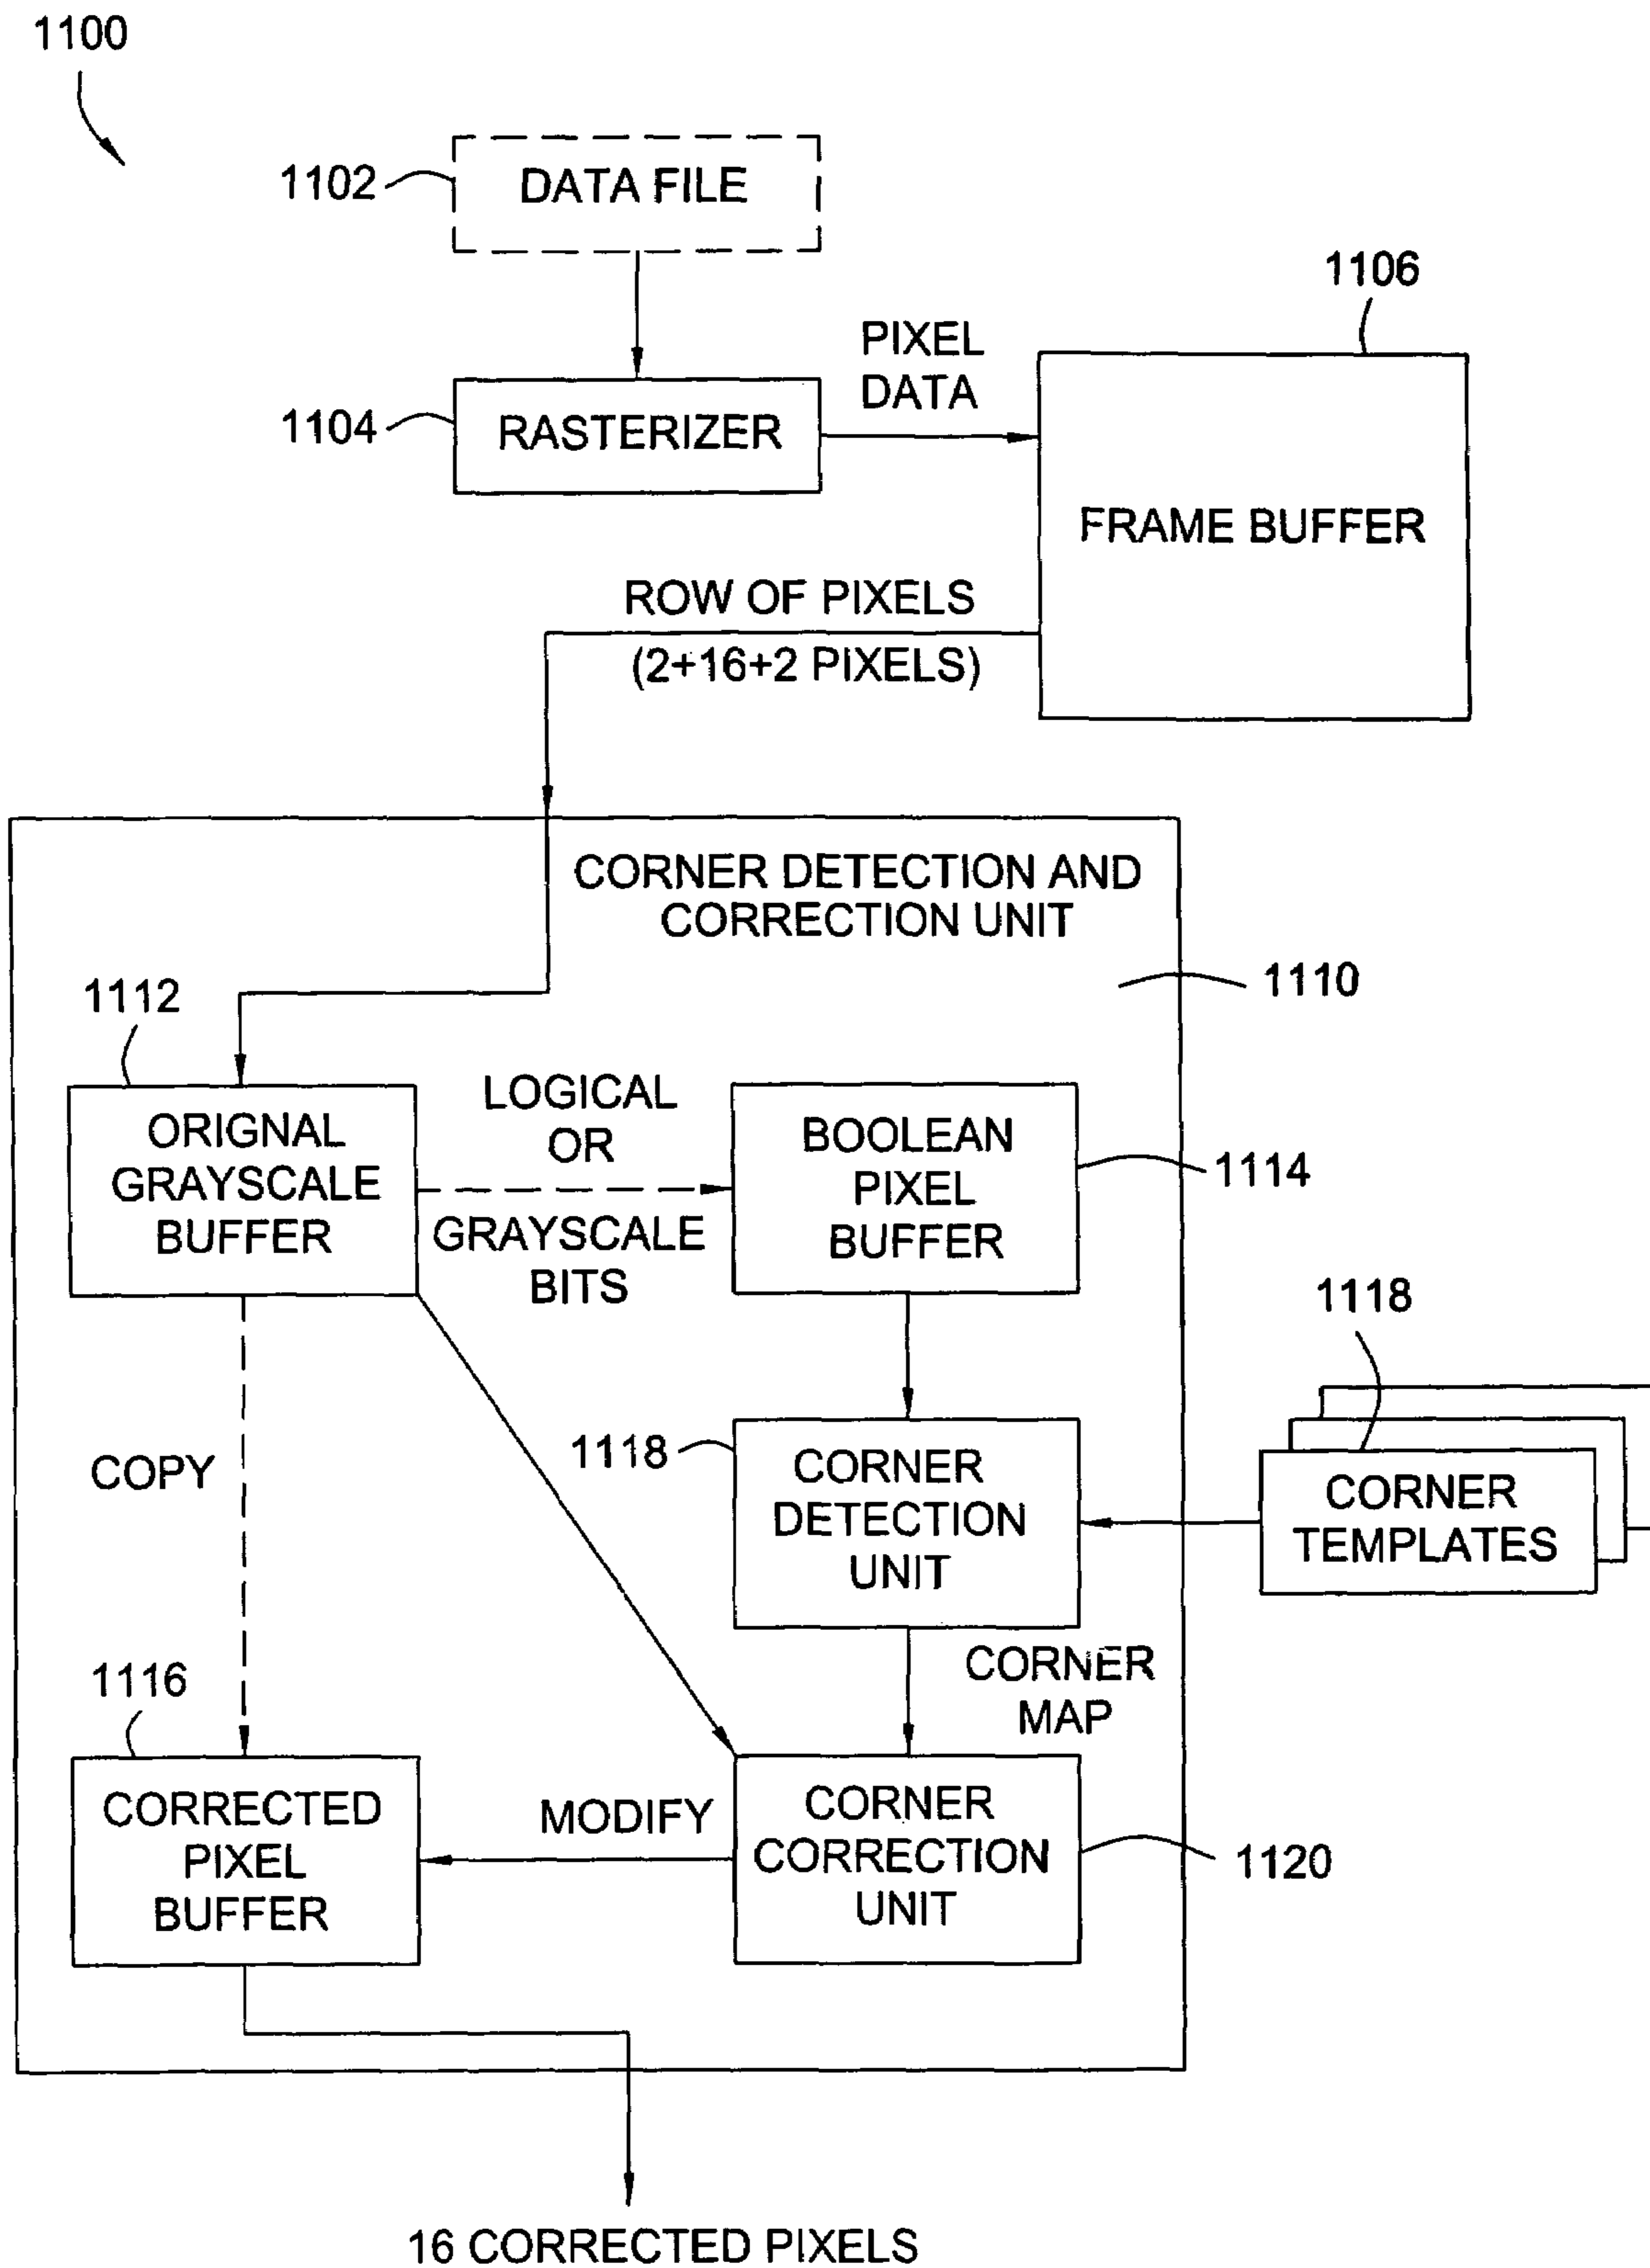 1100
1102
DATA FILE
1106
PIXEL
DATA
1104
RASTERIZER
FRAME BUFFER
ROW OF PIXELS
(2+16+2 PIXELS)
CORNER DETECTION AND
CORRECTION UNIT
1110
1112
ORIGNAL
GRAYSCALE
BUFFER
LOGICAL
OR
GRAYSCALE
BITS
BOOLEAN
PIXEL
BUFFER
1114
1118
COPY
1118
CORNER
DETECTION
UNIT
CORNER
TEMPLATES
CORNER
MAP
1116
CORRECTED
PIXEL
BUFFER
MODIFY
CORNER
CORRECTION
UNIT
1120
16 CORRECTED PIXELS